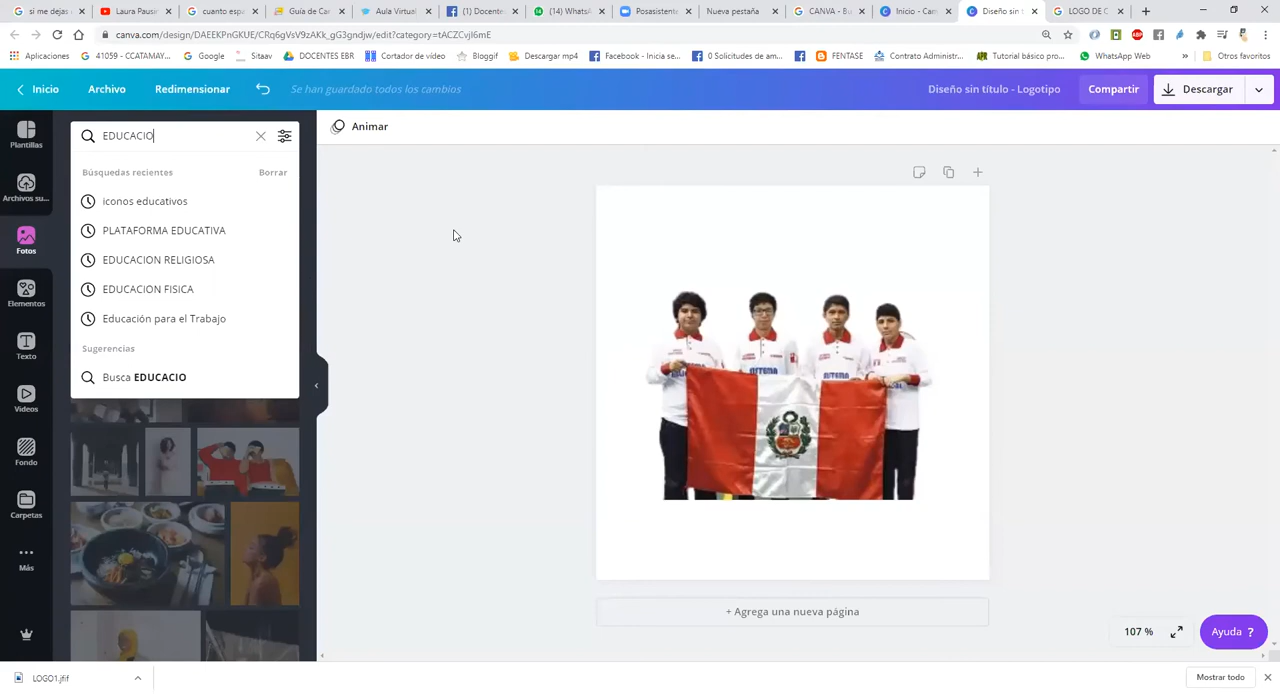 si me dejas
Laura Pausin
cuanto espa
Guía de Car
Aula Virtual
(1) Docente
(14) WhatsA
Posasistente
Nueva pestaña
CANVA - Bu
Inicio - Can
Diseño sin t
LOGO DE C
canva.com/design/DAEEKPnGKUE/CRq6gVsV9zAKk_gG3gndjw/edit?category=tACZCvjI6mE
Aplicaciones
41059 - CCATAMAY...
Google
Sitaav
DOCENTES EBR
Cortador de vídeo
Bloggif
Descargar mp4
Facebook - Inicia se...
0 Solicitudes de am...
FENTASE
Contrato Administr...
Tutorial básico pro...
WhatsApp Web
»
Otros favoritos
Inicio
Archivo
Redimensionar
Se han guardado todos los cambios
Diseño sin título - Logotipo
Compartir
Descargar
Plantillas
Archivos su...
Fotos
Elementos
Texto
Videos
Fondo
Carpetas
Más
EDUCACIO
Búsquedas recientes
Borrar
iconos educativos
PLATAFORMA EDUCATIVA
EDUCACION RELIGIOSA
EDUCACION FISICA
Educación para el Trabajo
Sugerencias
Busca EDUCACIO
Animar
+ Agrega una nueva página
107 %
Ayuda ?
LOGO1.jfif
Mostrar todo